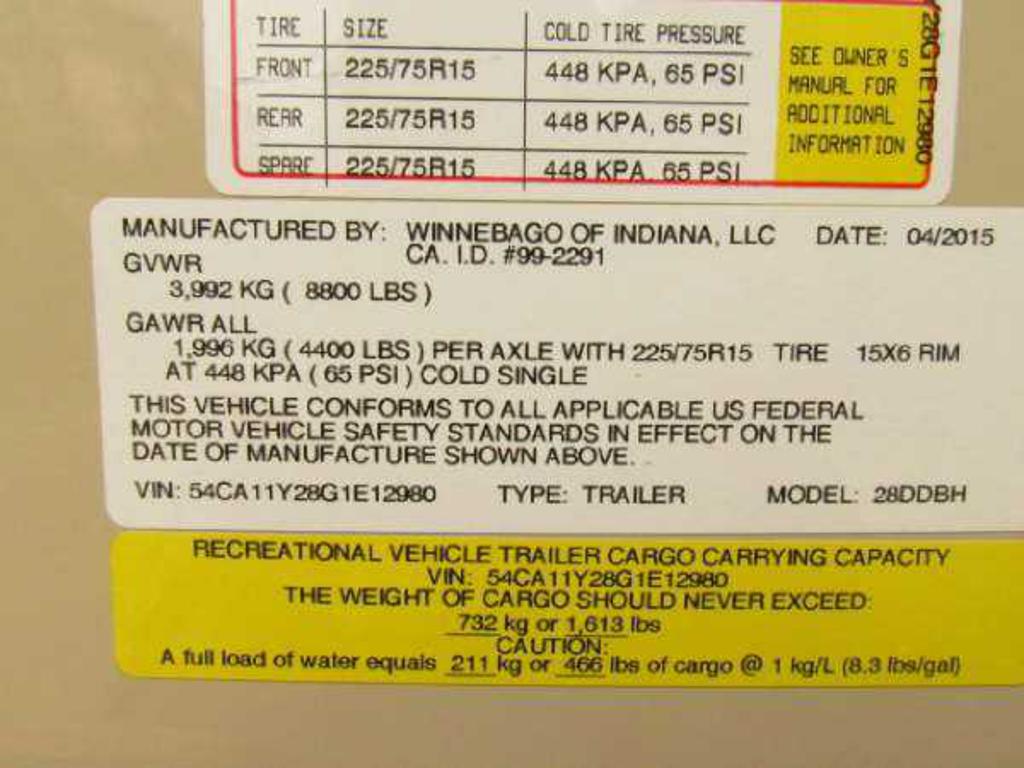 TIRE SIZE COLD TIRE PRESSURE
FRONT 225/75R15 448 KPA, 65 PSI
REAR 225/75R15 448 KPA, 65 PSI
SPARE 225/75R15 448 KPA, 65 PSI
SEE OWNER'S
MANUAL FOR
ADDITIONAL
INFORMATION
Y28G1E12980
MANUFACTURED BY: WINNEBAGO OF INDIANA, LLC DATE: 04/2015
CA. I.D. #99-2291
GVWR
3,992 KG ( 8800 LBS )
GAWR ALL
1,996 KG ( 4400 LBS ) PER AXLE WITH 225/75R15 TIRE 15X6 RIM
AT 448 KPA ( 65 PSI ) COLD SINGLE
THIS VEHICLE CONFORMS TO ALL APPLICABLE US FEDERAL
MOTOR VEHICLE SAFETY STANDARDS IN EFFECT ON THE
DATE OF MANUFACTURE SHOWN ABOVE.
VIN: 54CA11Y28G1E12980 TYPE: TRAILER MODEL: 28DDBH
RECREATIONAL VEHICLE TRAILER CARGO CARRYING CAPACITY
VIN: 54CA11Y28G1E12980
THE WEIGHT OF CARGO SHOULD NEVER EXCEED:
732 kg or 1,613 lbs
CAUTION:
A full load of water equals 211 kg or 466 lbs of cargo @ 1 kg/L (8.3 lbs/gal)